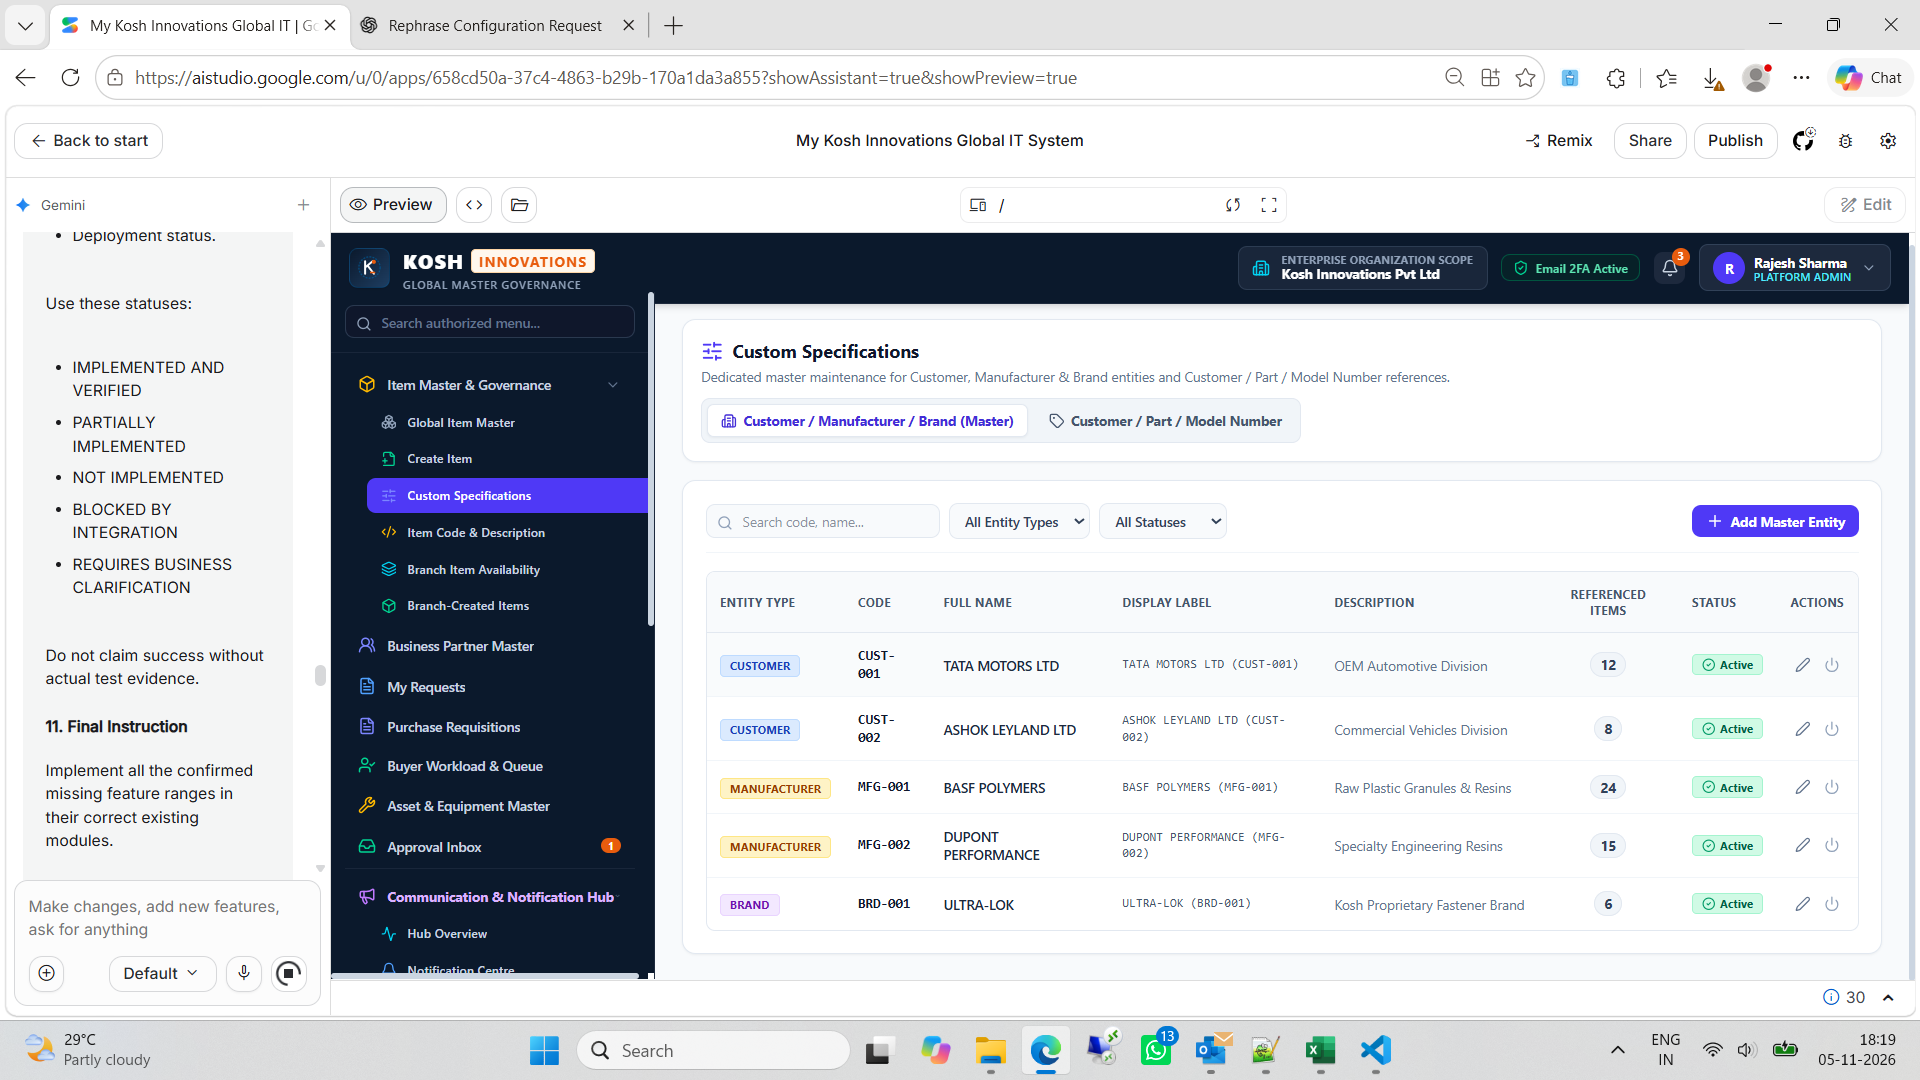 My Kosh Innovations Global IT | Go
Rephrase Configuration Request
https://aistudio.google.com/u/0/apps/658cd50a-37c4-4863-b29b-170a1da3a855?showAssistant=true&showPreview=true
Chat
Back to start
My Kosh Innovations Global IT System
Remix
Share
Publish
Gemini
Preview
/
Edit
Deployment status.
Use these statuses:
IMPLEMENTED AND
VERIFIED
PARTIALLY
IMPLEMENTED
NOT IMPLEMENTED
BLOCKED BY
INTEGRATION
REQUIRES BUSINESS
CLARIFICATION
Do not claim success without
actual test evidence.
11. Final Instruction
Implement all the confirmed
missing feature ranges in
their correct existing
modules.
Make changes, add new features,
ask for anything
Default
K
KOSH INNOVATIONS
GLOBAL MASTER GOVERNANCE
ENTERPRISE ORGANIZATION SCOPE
Kosh Innovations Pvt Ltd
Email 2FA Active
3
R
Rajesh Sharma
PLATFORM ADMIN
Search authorized menu...
Item Master & Governance
Global Item Master
Create Item
Custom Specifications
Item Code & Description
Branch Item Availability
Branch-Created Items
Business Partner Master
My Requests
Purchase Requisitions
Buyer Workload & Queue
Asset & Equipment Master
Approval Inbox 1
Communication & Notification Hub
Hub Overview
Notification Centre
Custom Specifications
Dedicated master maintenance for Customer, Manufacturer & Brand entities and Customer / Part / Model Number references.
Customer / Manufacturer / Brand (Master) Customer / Part / Model Number
Search code, name... All Entity Types All Statuses Add Master Entity
ENTITY TYPE CODE FULL NAME DISPLAY LABEL DESCRIPTION REFERENCED ITEMS STATUS ACTIONS
CUSTOMER CUST-001 TATA MOTORS LTD TATA MOTORS LTD (CUST-001) OEM Automotive Division 12 Active
CUSTOMER CUST-002 ASHOK LEYLAND LTD ASHOK LEYLAND LTD (CUST-002) Commercial Vehicles Division 8 Active
MANUFACTURER MFG-001 BASF POLYMERS BASF POLYMERS (MFG-001) Raw Plastic Granules & Resins 24 Active
MANUFACTURER MFG-002 DUPONT PERFORMANCE DUPONT PERFORMANCE (MFG-002) Specialty Engineering Resins 15 Active
BRAND BRD-001 ULTRA-LOK ULTRA-LOK (BRD-001) Kosh Proprietary Fastener Brand 6 Active
30
29°C
Partly cloudy
Search
13
ENG
IN
18:19
05-11-2026